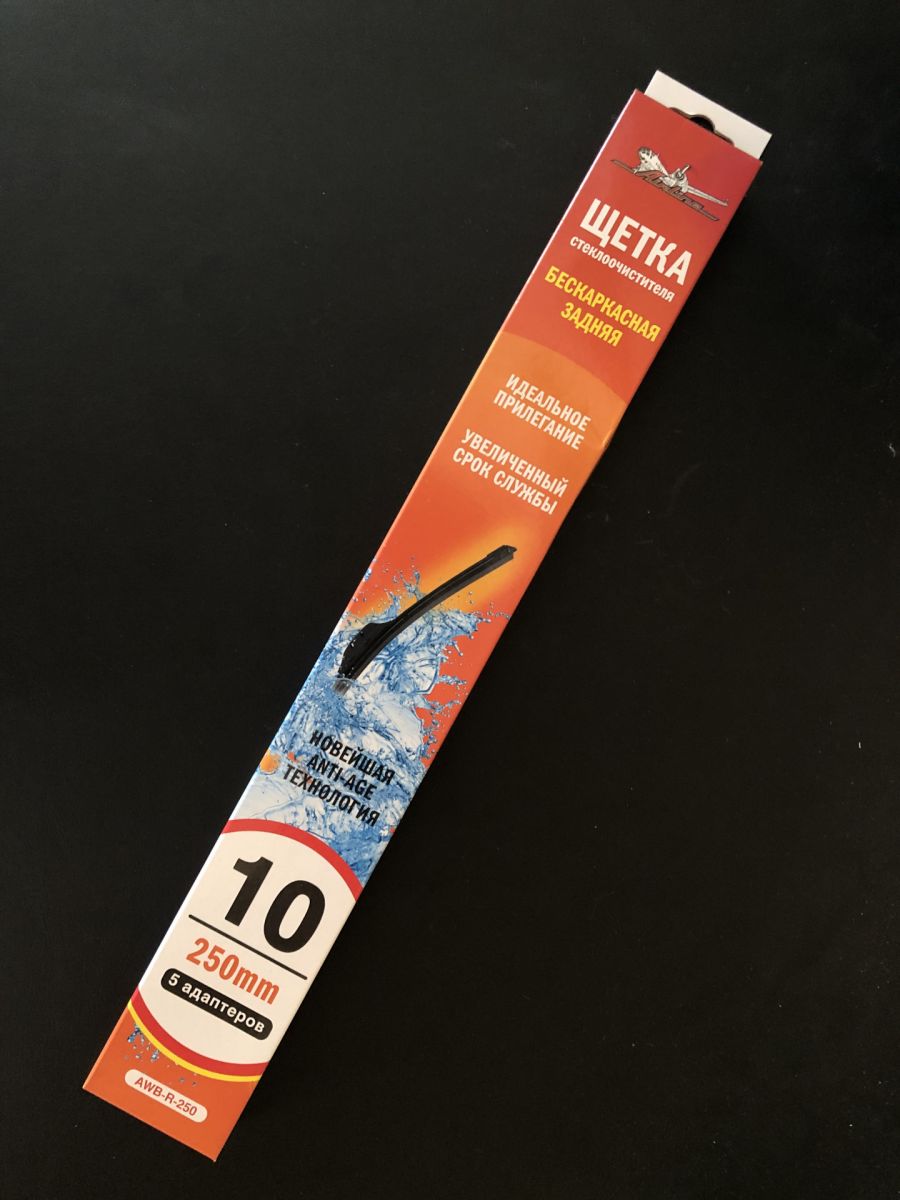 Airline
ЩЕТКА
СТЕКЛООЧИСТИТЕЛЯ
БЕСКАРКАСНАЯ
ЗАДНЯЯ
ИДЕАЛЬНОЕ
ПРИЛЕГАНИЕ
УВЕЛИЧЕННЫЙ
СРОК СЛУЖБЫ
НОВЕЙШАЯ
ANTI-AGE
ТЕХНОЛОГИЯ
10
250mm
5 адаптеров
AWB-R-250